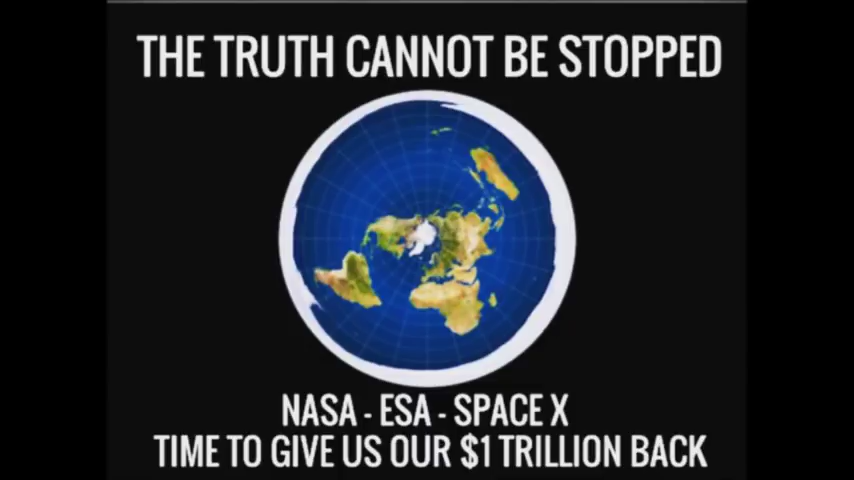 THE TRUTH CANNOT BE STOPPED
NASA - ESA - SPACE X
TIME TO GIVE US OUR $1 TRILLION BACK